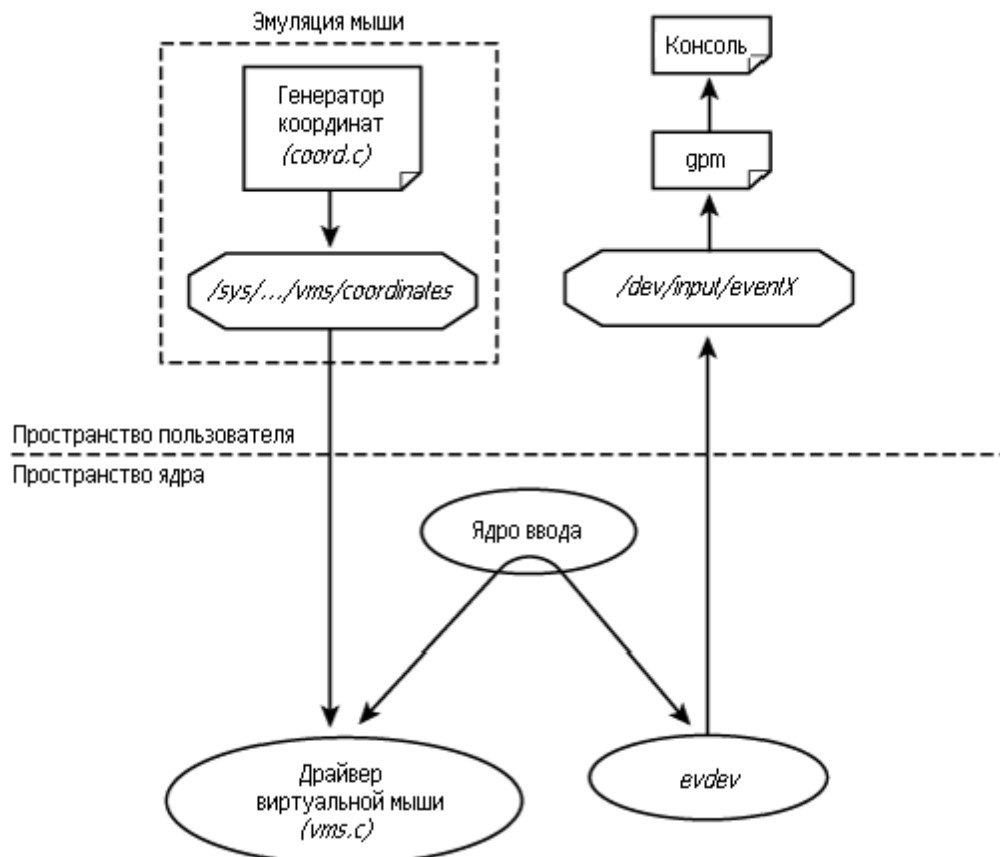 Эмуляция мыши
Генератор
координат
(coord.c)
/sys/.../vms/coordinates
Консоль
gpm
/dev/input/eventX
Пространство пользователя
Пространство ядра
Ядро ввода
Драйвер
виртуальной мыши
(vms.c)
evdev